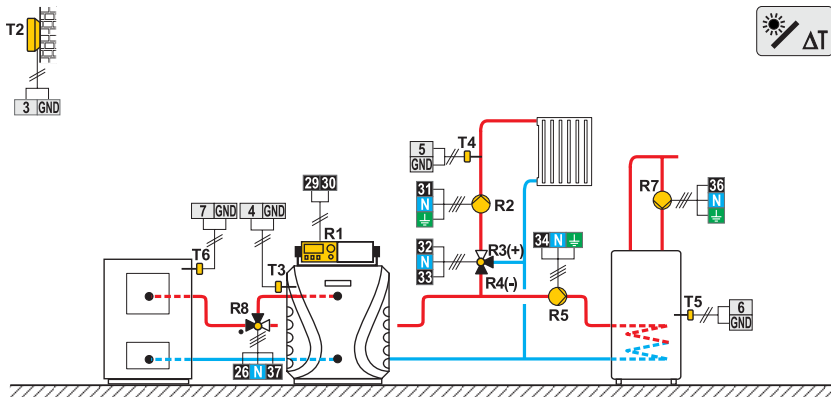 T2
3 GND
ΔT
5
GND
T4
29 30
7 GND
4 GND
31
N
R2
R7
36
N
T6
R1
32
N
33
R3(+)
R4(-)
34 N
T3
R8
R5
T5
6
GND
26 N 37